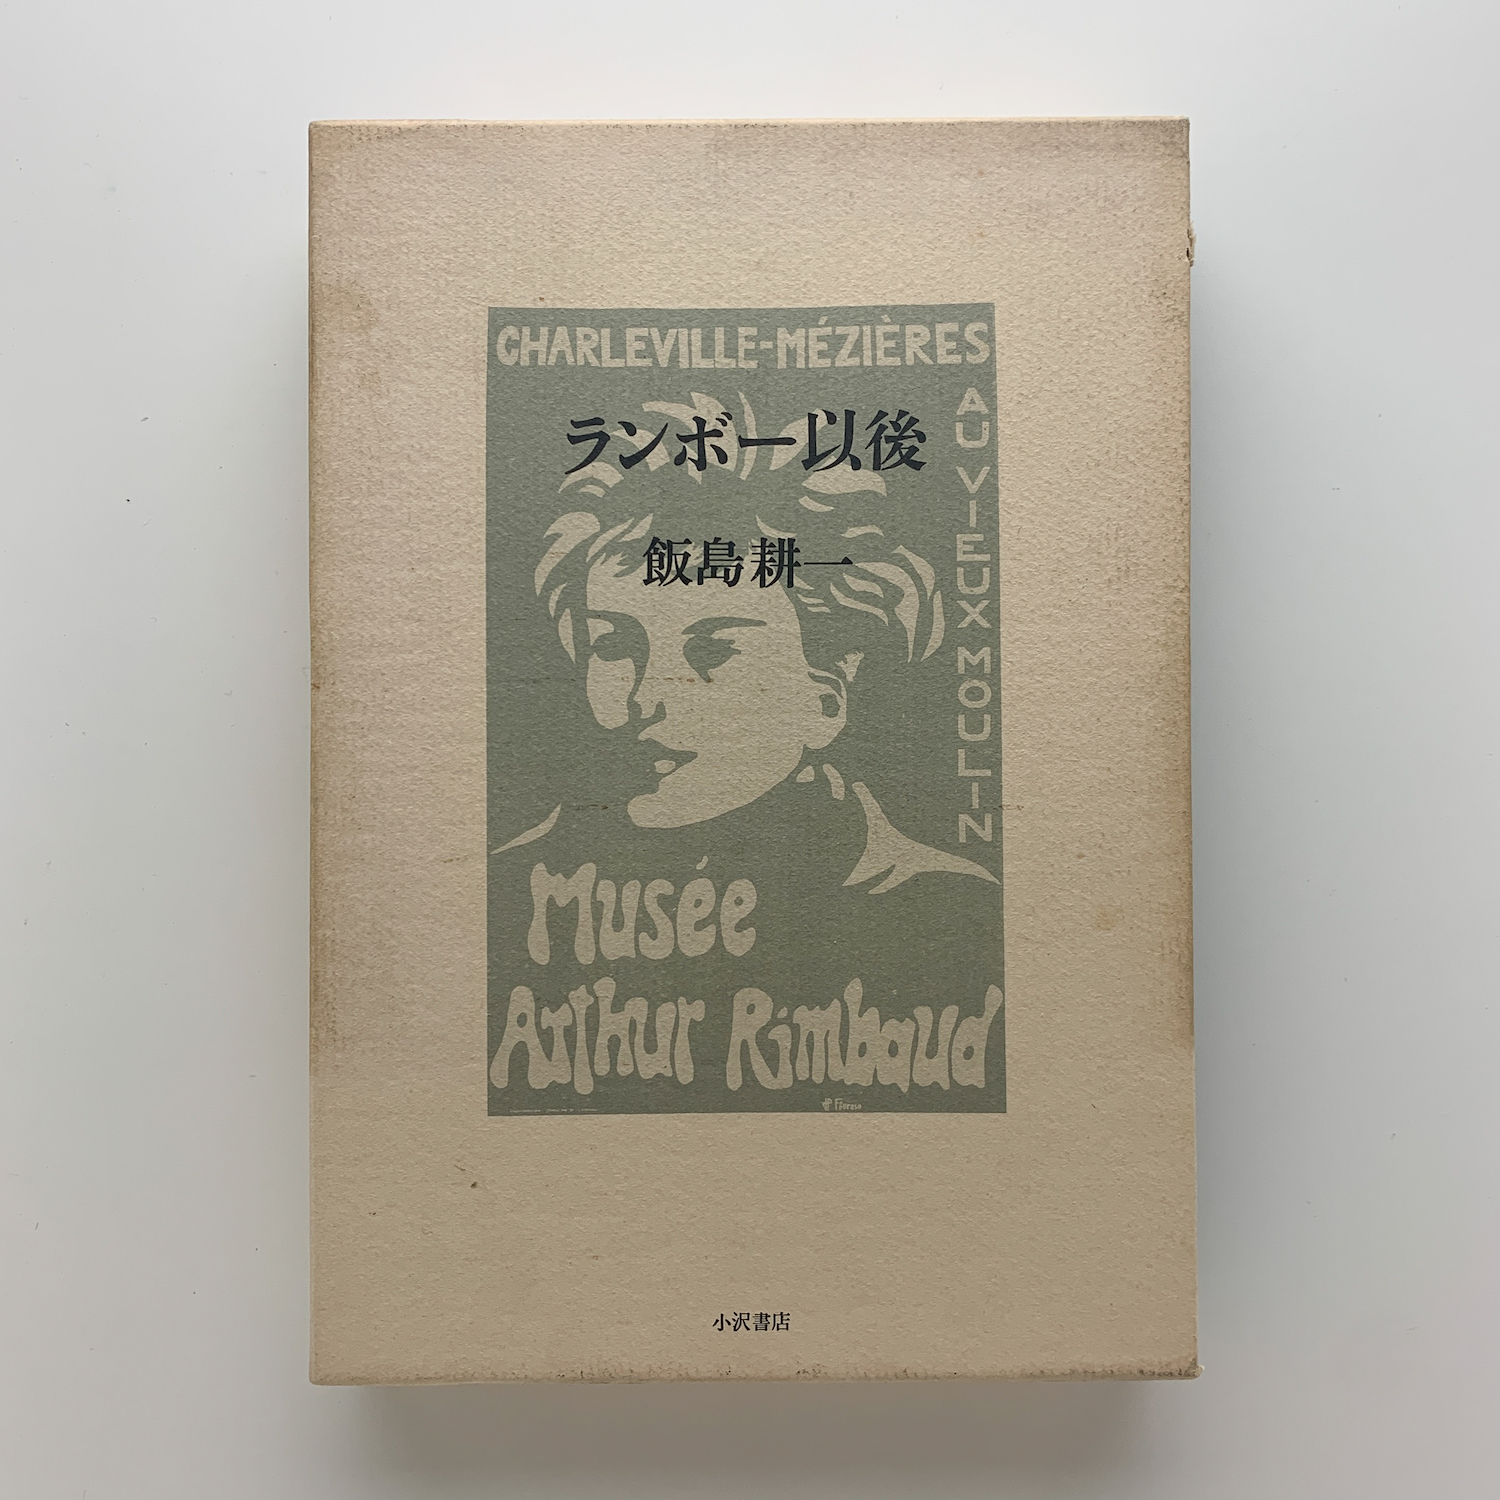 CHARLEVILLE-MÉZIÈRES
ランボー以後
飯島耕一
AU VIEUX MOULIN
Musée
Arthur Rimbaud
小沢書店